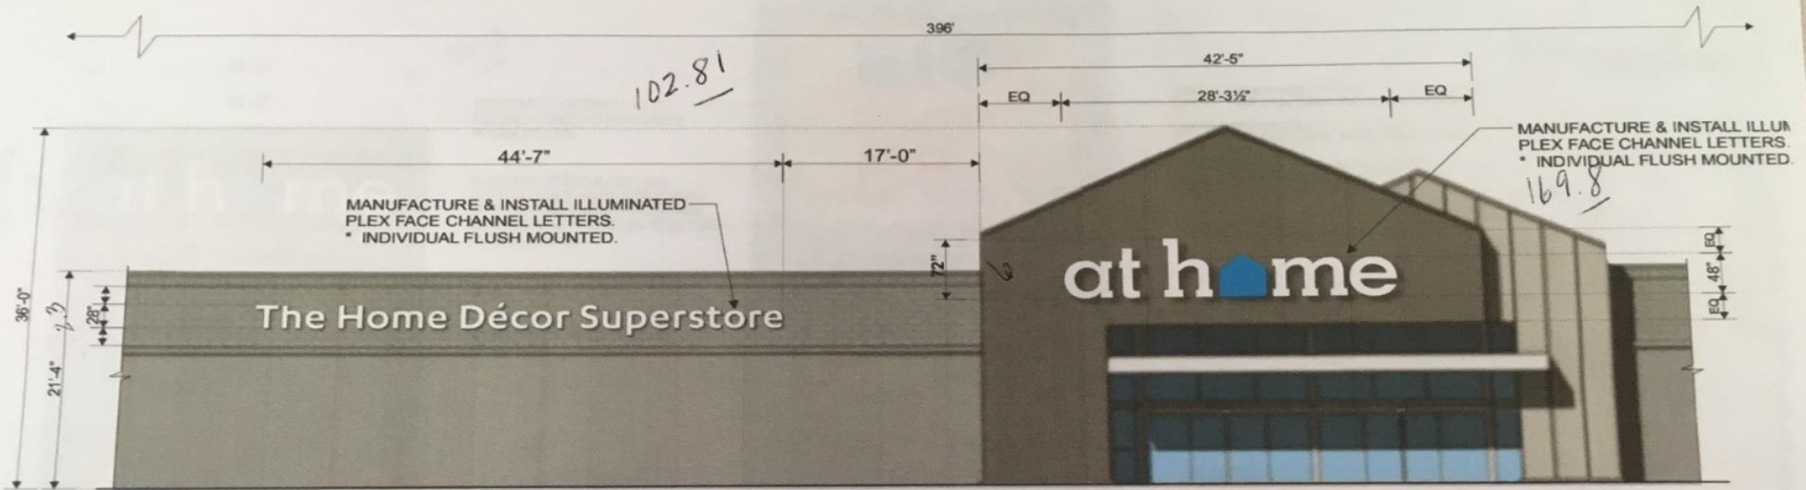 396'
102.81
42'-5"
EQ
28'-3½"
EQ
44'-7"
17'-0"
MANUFACTURE & INSTALL ILLUM
PLEX FACE CHANNEL LETTERS.
* INDIVIDUAL FLUSH MOUNTED.
169.8
MANUFACTURE & INSTALL ILLUMINATED
PLEX FACE CHANNEL LETTERS.
* INDIVIDUAL FLUSH MOUNTED.
36'-0"
23
21'-4"
28"
72"
6
at home
The Home Décor Superstore
EQ
48"
EQ